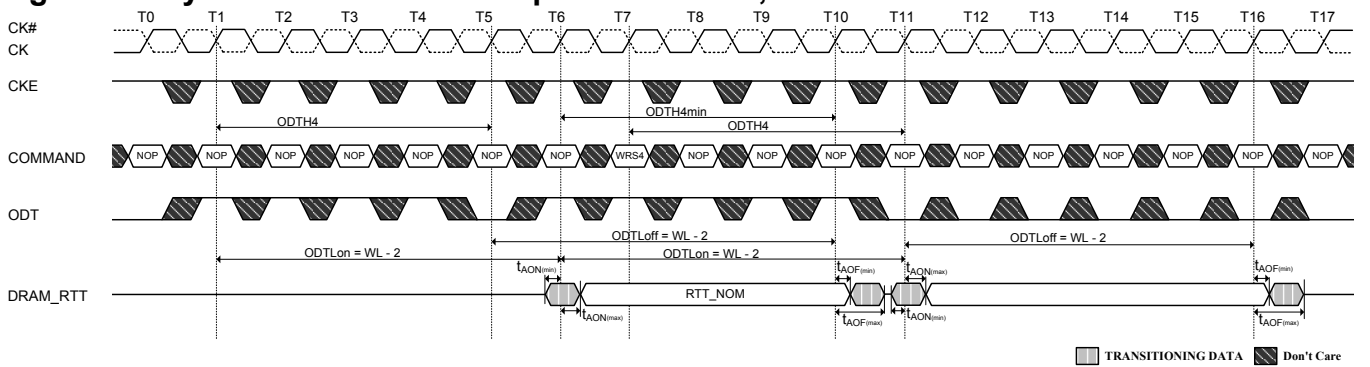 T0 T1 T2 T3 T4 T5 T6 T7 T8 T9 T10 T11 T12 T13 T14 T15 T16 T17
CK#
CK
CKE
ODTH4 ODTH4min
ODTH4
COMMAND NOP NOP NOP NOP NOP NOP NOP WRS4 NOP NOP NOP NOP NOP NOP NOP NOP NOP NOP
ODT
ODTLoff = WL - 2 ODTLoff = WL - 2
ODTLon = WL - 2 ODTLon = WL - 2
tAON(min) tAOF(min) tAON(max) tAOF(min)
DRAM_RTT RTT_NOM
tAON(max) tAOF(max) tAON(min) tAOF(max)
TRANSITIONING DATA Don't Care